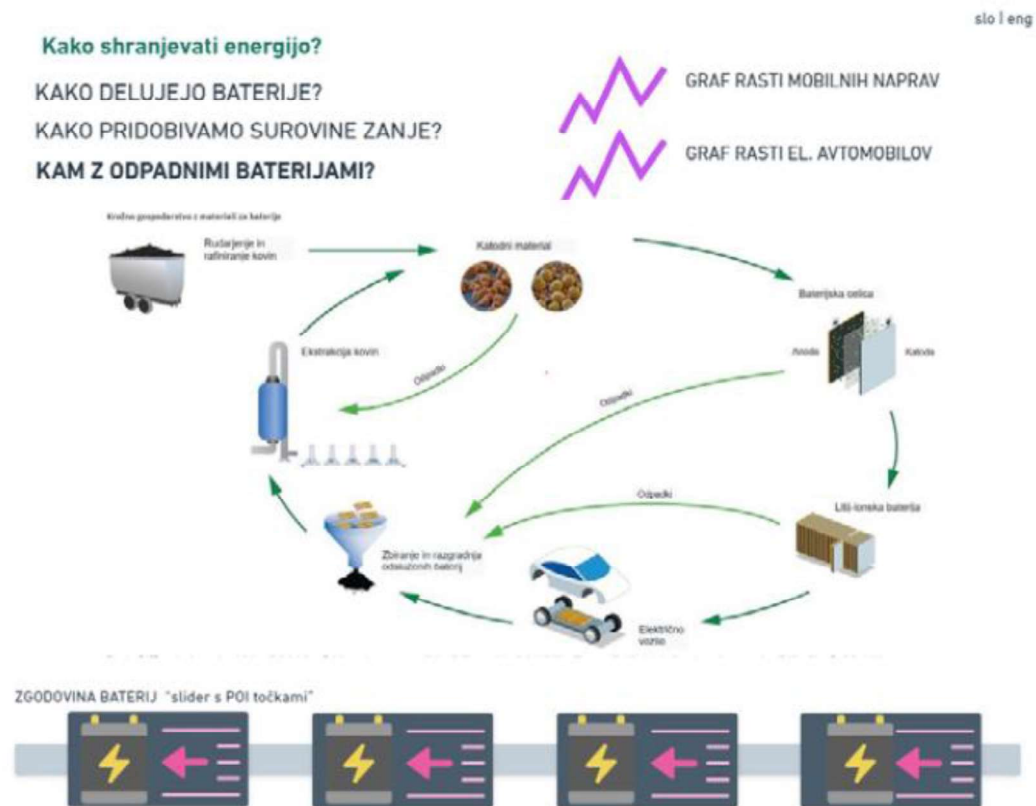 slo | eng
Kako shranjevati energijo?
KAKO DELUJEJO BATERIJE?
KAKO PRIDOBIVAMO SUROVINE ZANJE?
KAM Z ODPADNIMI BATERIJAMI?
GRAF RASTI MOBILNIH NAPRAV
GRAF RASTI EL. AVTOMOBILOV
Krožno gospodarstvo z materiali za baterije
Rudarjenje in
rafiniranje kovin
Katodni material
Baterijska celica
Anoda
Katoda
Ekstrakcija kovin
Odpadki
Odpadki
Odpadki
Litij-ionska baterija
Zbiranje in razgradnja
odsluženih baterij
Električno
vozilo
ZGODOVINA BATERIJ "slider s POI točkami"